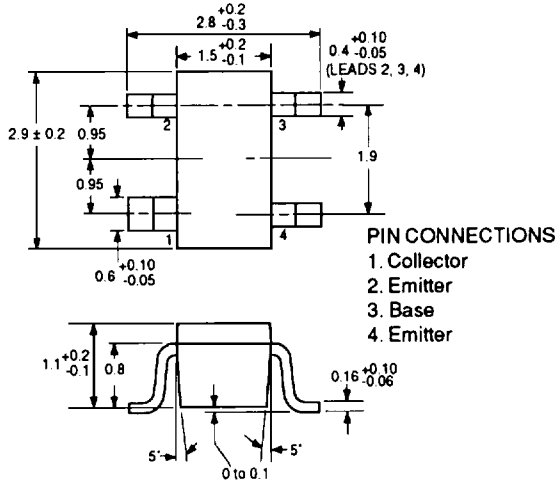 2.8 +0.2 -0.3
1.5 +0.2 -0.1
0.4 +0.10 -0.05
(LEADS 2, 3, 4)
2
3
2.9 ± 0.2
0.95
0.95
1.9
1
4
0.6 +0.10 -0.05
PIN CONNECTIONS
1. Collector
2. Emitter
3. Base
4. Emitter
1.1 +0.2 -0.1
0.8
0.16 +0.10 -0.06
5°
5°
0 to 0.1